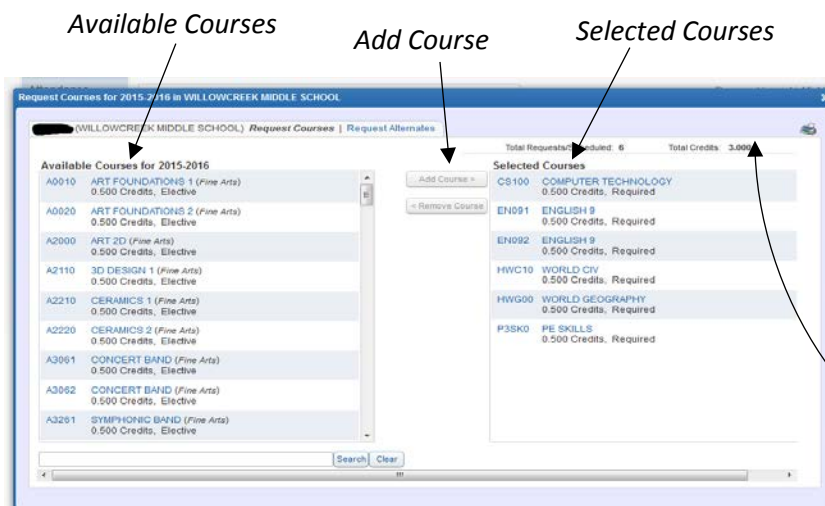 Available Courses
Add Course
Selected Courses
Attendance
Request Courses for 2015-2016 in WILLOWCREEK MIDDLE SCHOOL
(WILLOWCREEK MIDDLE SCHOOL) Request Courses | Request Alternates
Total Requests/Scheduled: 6 Total Credits: 3.000
Available Courses for 2015-2016
A0010 ART FOUNDATIONS 1 (Fine Arts)
0.500 Credits, Elective
A0020 ART FOUNDATIONS 2 (Fine Arts)
0.500 Credits, Elective
A2000 ART 2D (Fine Arts)
0.500 Credits, Elective
A2110 3D DESIGN 1 (Fine Arts)
0.500 Credits, Elective
A2210 CERAMICS 1 (Fine Arts)
0.500 Credits, Elective
A2220 CERAMICS 2 (Fine Arts)
0.500 Credits, Elective
A3061 CONCERT BAND (Fine Arts)
0.500 Credits, Elective
A3062 CONCERT BAND (Fine Arts)
0.500 Credits, Elective
A3261 SYMPHONIC BAND (Fine Arts)
0.500 Credits, Elective
Add Course >
< Remove Course
Selected Courses
CS100 COMPUTER TECHNOLOGY
0.500 Credits, Required
EN091 ENGLISH 9
0.500 Credits, Required
EN092 ENGLISH 9
0.500 Credits, Required
HWC10 WORLD CIV
0.500 Credits, Required
HWG00 WORLD GEOGRAPHY
0.500 Credits, Required
P3SK0 PE SKILLS
0.500 Credits, Required
Search Clear